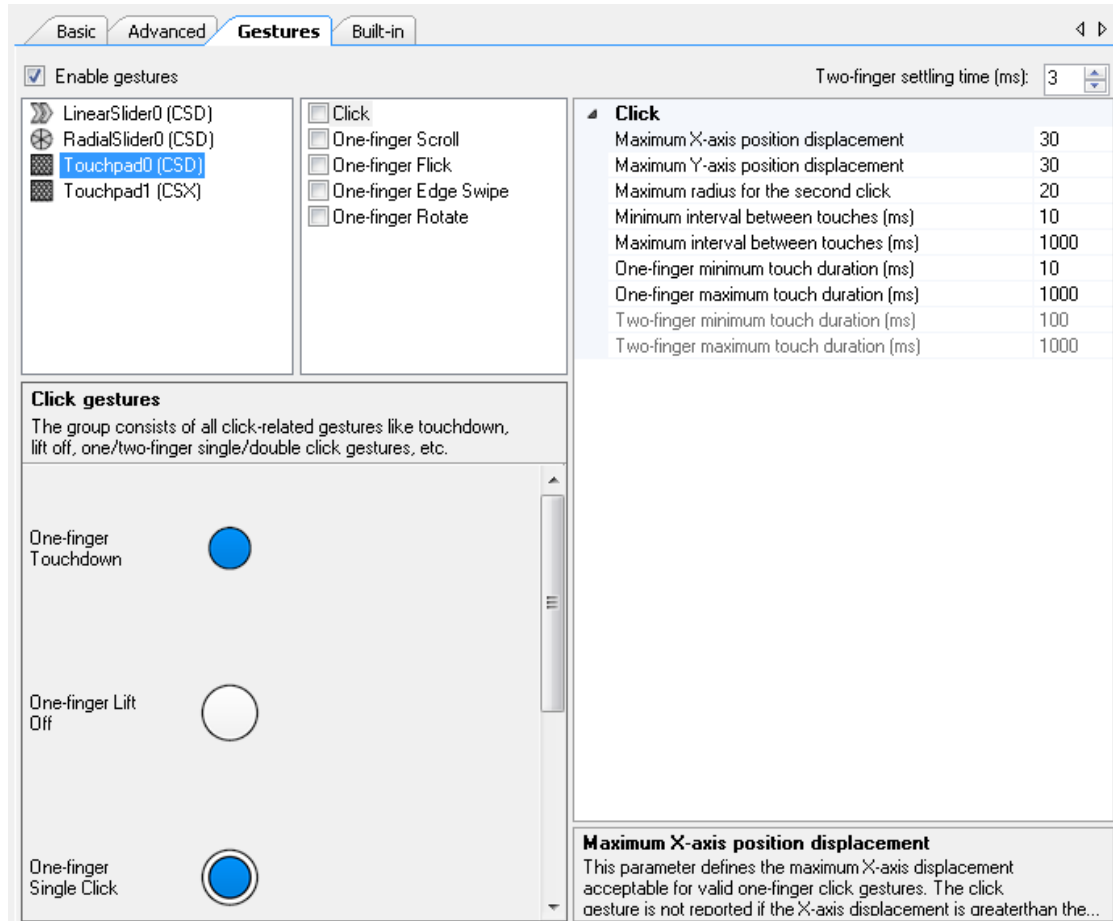 Basic Advanced Gestures Built-in
Enable gestures
Two-finger settling time (ms): 3
LinearSlider0 (CSD)
RadialSlider0 (CSD)
Touchpad0 (CSD)
Touchpad1 (CSX)
Click
One-finger Scroll
One-finger Flick
One-finger Edge Swipe
One-finger Rotate
Click
Maximum X-axis position displacement 30
Maximum Y-axis position displacement 30
Maximum radius for the second click 20
Minimum interval between touches (ms) 10
Maximum interval between touches (ms) 1000
One-finger minimum touch duration (ms) 10
One-finger maximum touch duration (ms) 1000
Two-finger minimum touch duration (ms) 100
Two-finger maximum touch duration (ms) 1000
Click gestures
The group consists of all click-related gestures like touchdown,
lift off, one/two-finger single/double click gestures, etc.
One-finger
Touchdown
One-finger Lift
Off
One-finger
Single Click
Maximum X-axis position displacement
This parameter defines the maximum X-axis displacement
acceptable for valid one-finger click gestures. The click
gesture is not reported if the X-axis displacement is greaterthan the...